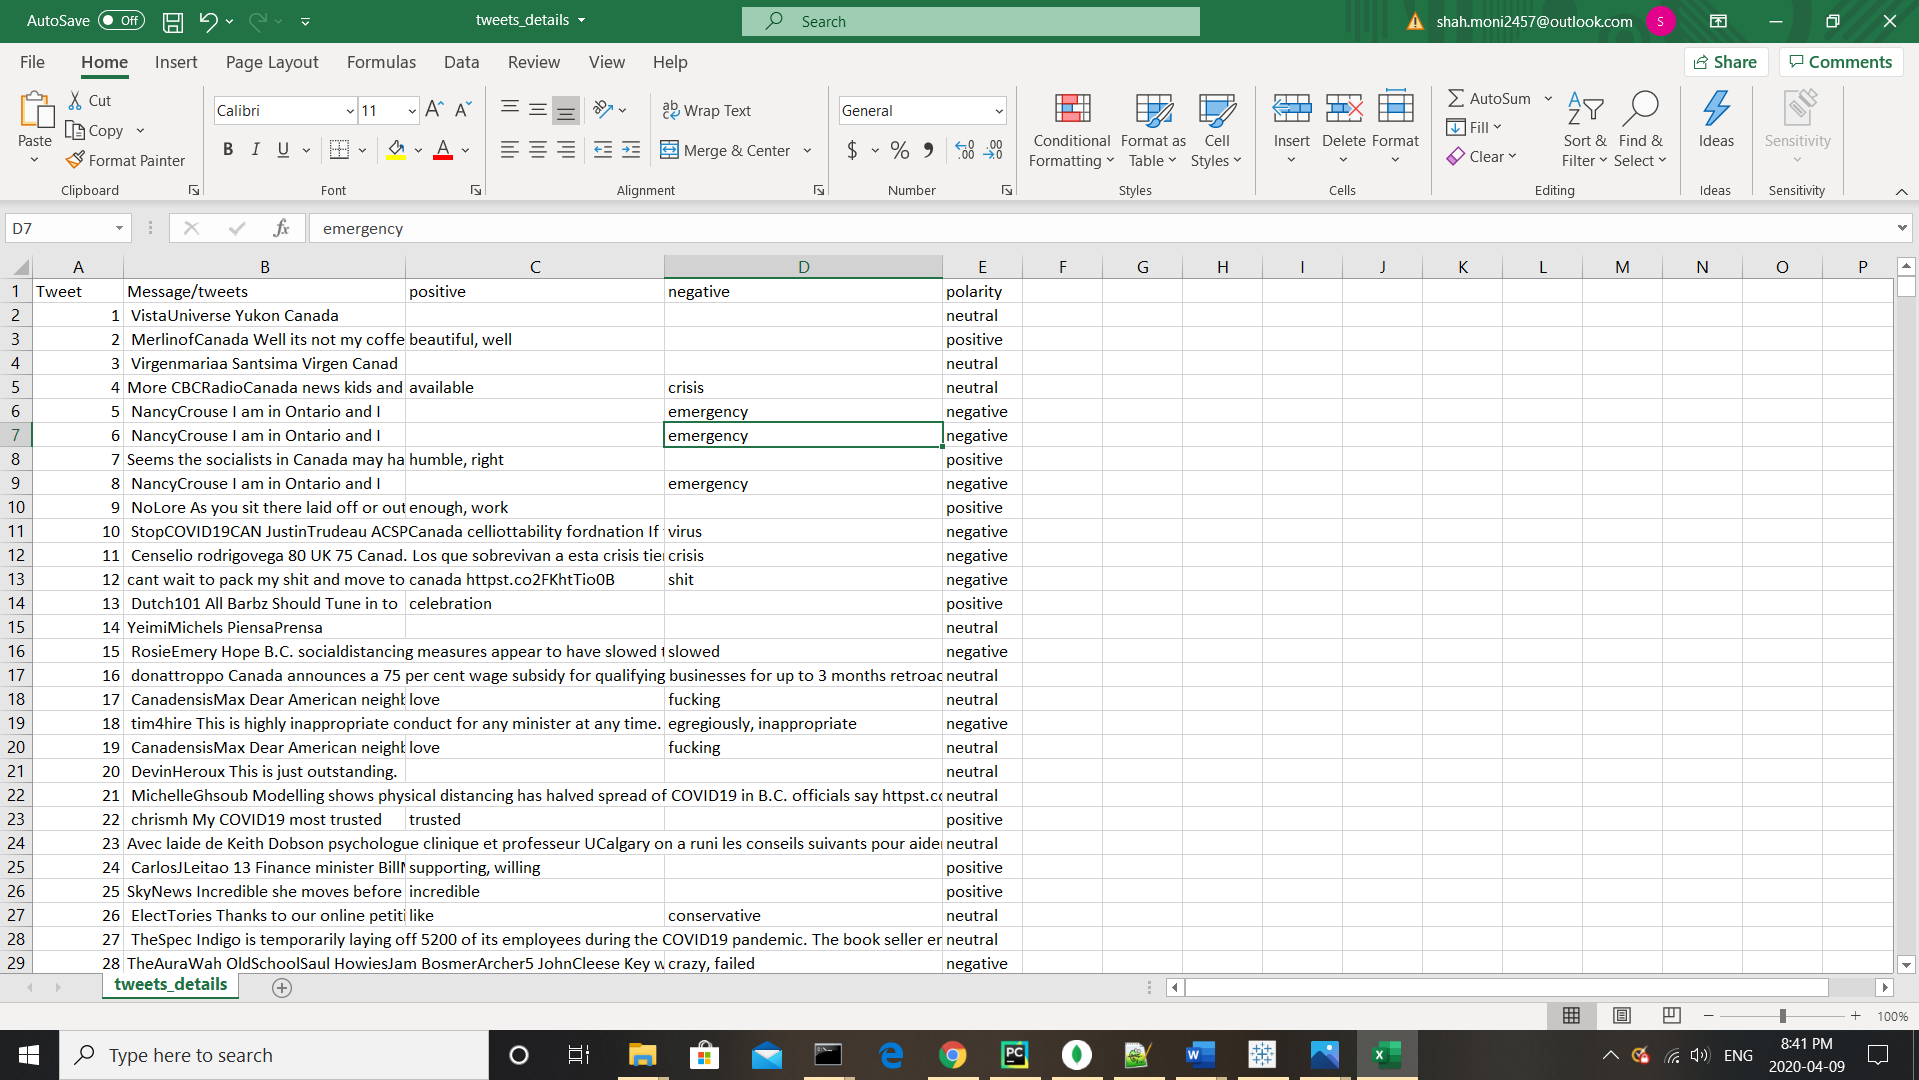 AutoSave Off tweets_details Search shah.moni2457@outlook.com S
File Home Insert Page Layout Formulas Data Review View Help Share Comments
Paste Cut Copy Format Painter Clipboard
Calibri 11 B I U A Font
Wrap Text Merge & Center Alignment
General $ % Number
Conditional Formatting Format as Table Cell Styles Styles
Insert Delete Format Cells
AutoSum Fill Clear Sort & Filter Find & Select Editing
Ideas Ideas
Sensitivity Sensitivity
D7 fx emergency
A B C D E F G H I J K L M N O P
1 Tweet Message/tweets positive negative polarity
2 1 VistaUniverse Yukon Canada neutral
3 2 MerlinofCanada Well its not my coffe beautiful, well positive
4 3 Virgenmariaa Santsima Virgen Canad neutral
5 4 More CBCRadioCanada news kids and available crisis neutral
6 5 NancyCrouse I am in Ontario and I emergency negative
7 6 NancyCrouse I am in Ontario and I emergency negative
8 7 Seems the socialists in Canada may ha humble, right positive
9 8 NancyCrouse I am in Ontario and I emergency negative
10 9 NoLore As you sit there laid off or out enough, work positive
11 10 StopCOVID19CAN JustinTrudeau ACSPCanada celliottability fordnation If virus negative
12 11 Censelio rodrigovega 80 UK 75 Canad. Los que sobrevivan a esta crisis tie crisis negative
13 12 cant wait to pack my shit and move to canada httpst.co2FKhtTio0B shit negative
14 13 Dutch101 All Barbz Should Tune in to celebration positive
15 14 YeimiMichels PiensaPrensa neutral
16 15 RosieEmery Hope B.C. socialdistancing measures appear to have slowed slowed negative
17 16 donattroppo Canada announces a 75 per cent wage subsidy for qualifying businesses for up to 3 months retroac neutral
18 17 CanadensisMax Dear American neighb love fucking neutral
19 18 tim4hire This is highly inappropriate conduct for any minister at any time. egregiously, inappropriate negative
20 19 CanadensisMax Dear American neighb love fucking neutral
21 20 DevinHeroux This is just outstanding. neutral
22 21 MichelleGhsoub Modelling shows physical distancing has halved spread of COVID19 in B.C. officials say httpst.co neutral
23 22 chrismh My COVID19 most trusted trusted positive
24 23 Avec laide de Keith Dobson psychologue clinique et professeur UCalgary on a runi les conseils suivants pour aide neutral
25 24 CarlosJLeitao 13 Finance minister Bill supporting, willing positive
26 25 SkyNews Incredible she moves before incredible positive
27 26 ElectTories Thanks to our online petiti like conservative neutral
28 27 TheSpec Indigo is temporarily laying off 5200 of its employees during the COVID19 pandemic. The book seller er neutral
29 28 TheAuraWah OldSchoolSaul HowiesJam BosmerArcher5 JohnCleese Key w crazy, failed negative
tweets_details
100%
Type here to search ENG 8:41 PM
2020-04-09